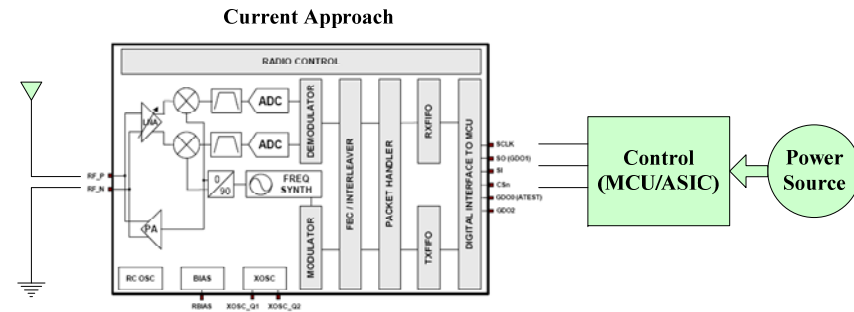 Current Approach
RADIO CONTROL
LNA
ADC
ADC
0
90
FREQ
SYNTH
PA
DEMODULATOR
MODULATOR
FEC / INTERLEAVER
PACKET HANDLER
RXFIFO
TXFIFO
DIGITAL INTERFACE TO MCU
RF_P
RF_N
SCLK
SO (GDO1)
SI
CSn
GDO0 (ATEST)
GDO2
RC OSC
BIAS
XOSC
RBIAS
XOSC_Q1
XOSC_Q2
Control
(MCU/ASIC)
Power
Source